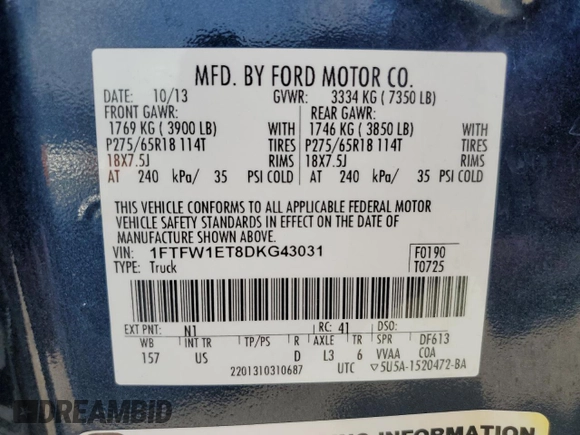 MFD. BY FORD MOTOR CO.
DATE: 10/13 GVWR: 3334 KG ( 7350 LB)
FRONT GAWR: REAR GAWR:
1769 KG ( 3900 LB) WITH 1746 KG ( 3850 LB) WITH
P275/65R18 114T TIRES P275/65R18 114T TIRES
18X7.5J RIMS 18X7.5J RIMS
AT 240 kPa/ 35 PSI COLD AT 240 kPa/ 35 PSI COLD
THIS VEHICLE CONFORMS TO ALL APPLICABLE FEDERAL MOTOR
VEHICLE SAFETY STANDARDS IN EFFECT ON THE DATE OF
MANUFACTURE SHOWN ABOVE.
VIN: 1FTFW1ET8DKG43031 F0190
TYPE: Truck T0725
EXT PNT: N1 RC: 41 DSO:
WB TP/PS R AXLE TR SPR DF613
157 US D L3 6 VVAA COA
2201310310687 UTC ▽5U5A-1520472-BA
DREAMBID
INFORMATION